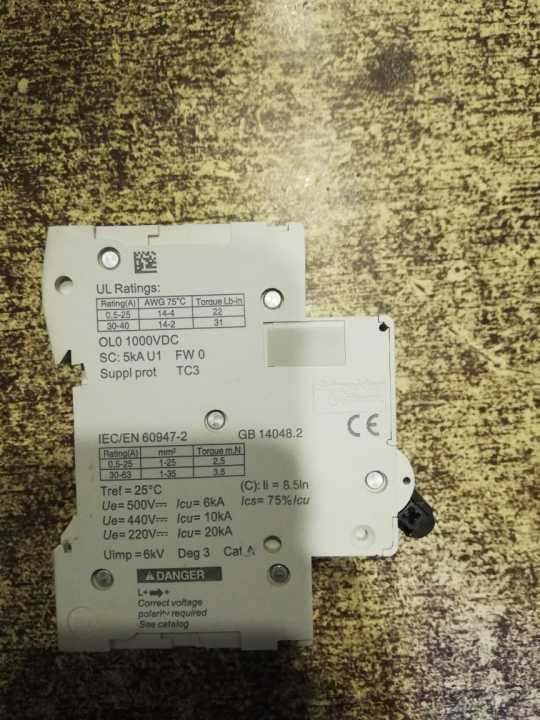 UL Ratings:
Rating(A) AWG 75°C Torque Lb-in
0,5-25 14-4 22
30-40 14-2 31
OL0 1000VDC
SC: 5kA U1 FW 0
Suppl prot TC3
IEC/EN 60947-2 GB 14048.2
Rating(A) mm² Torque m.N
0,5-25 1-25 2,5
30-63 1-35 3,5
Tref = 25°C (C): Ii = 8.5In
Ue= 500V⎓ Icu= 6kA Ics= 75%Icu
Ue= 440V⎓ Icu= 10kA
Ue= 220V⎓ Icu= 20kA
Uimp =6kV Deg 3 Cat A
CE
⚠DANGER
L+➡+
Correct voltage
polarity required
See catalog